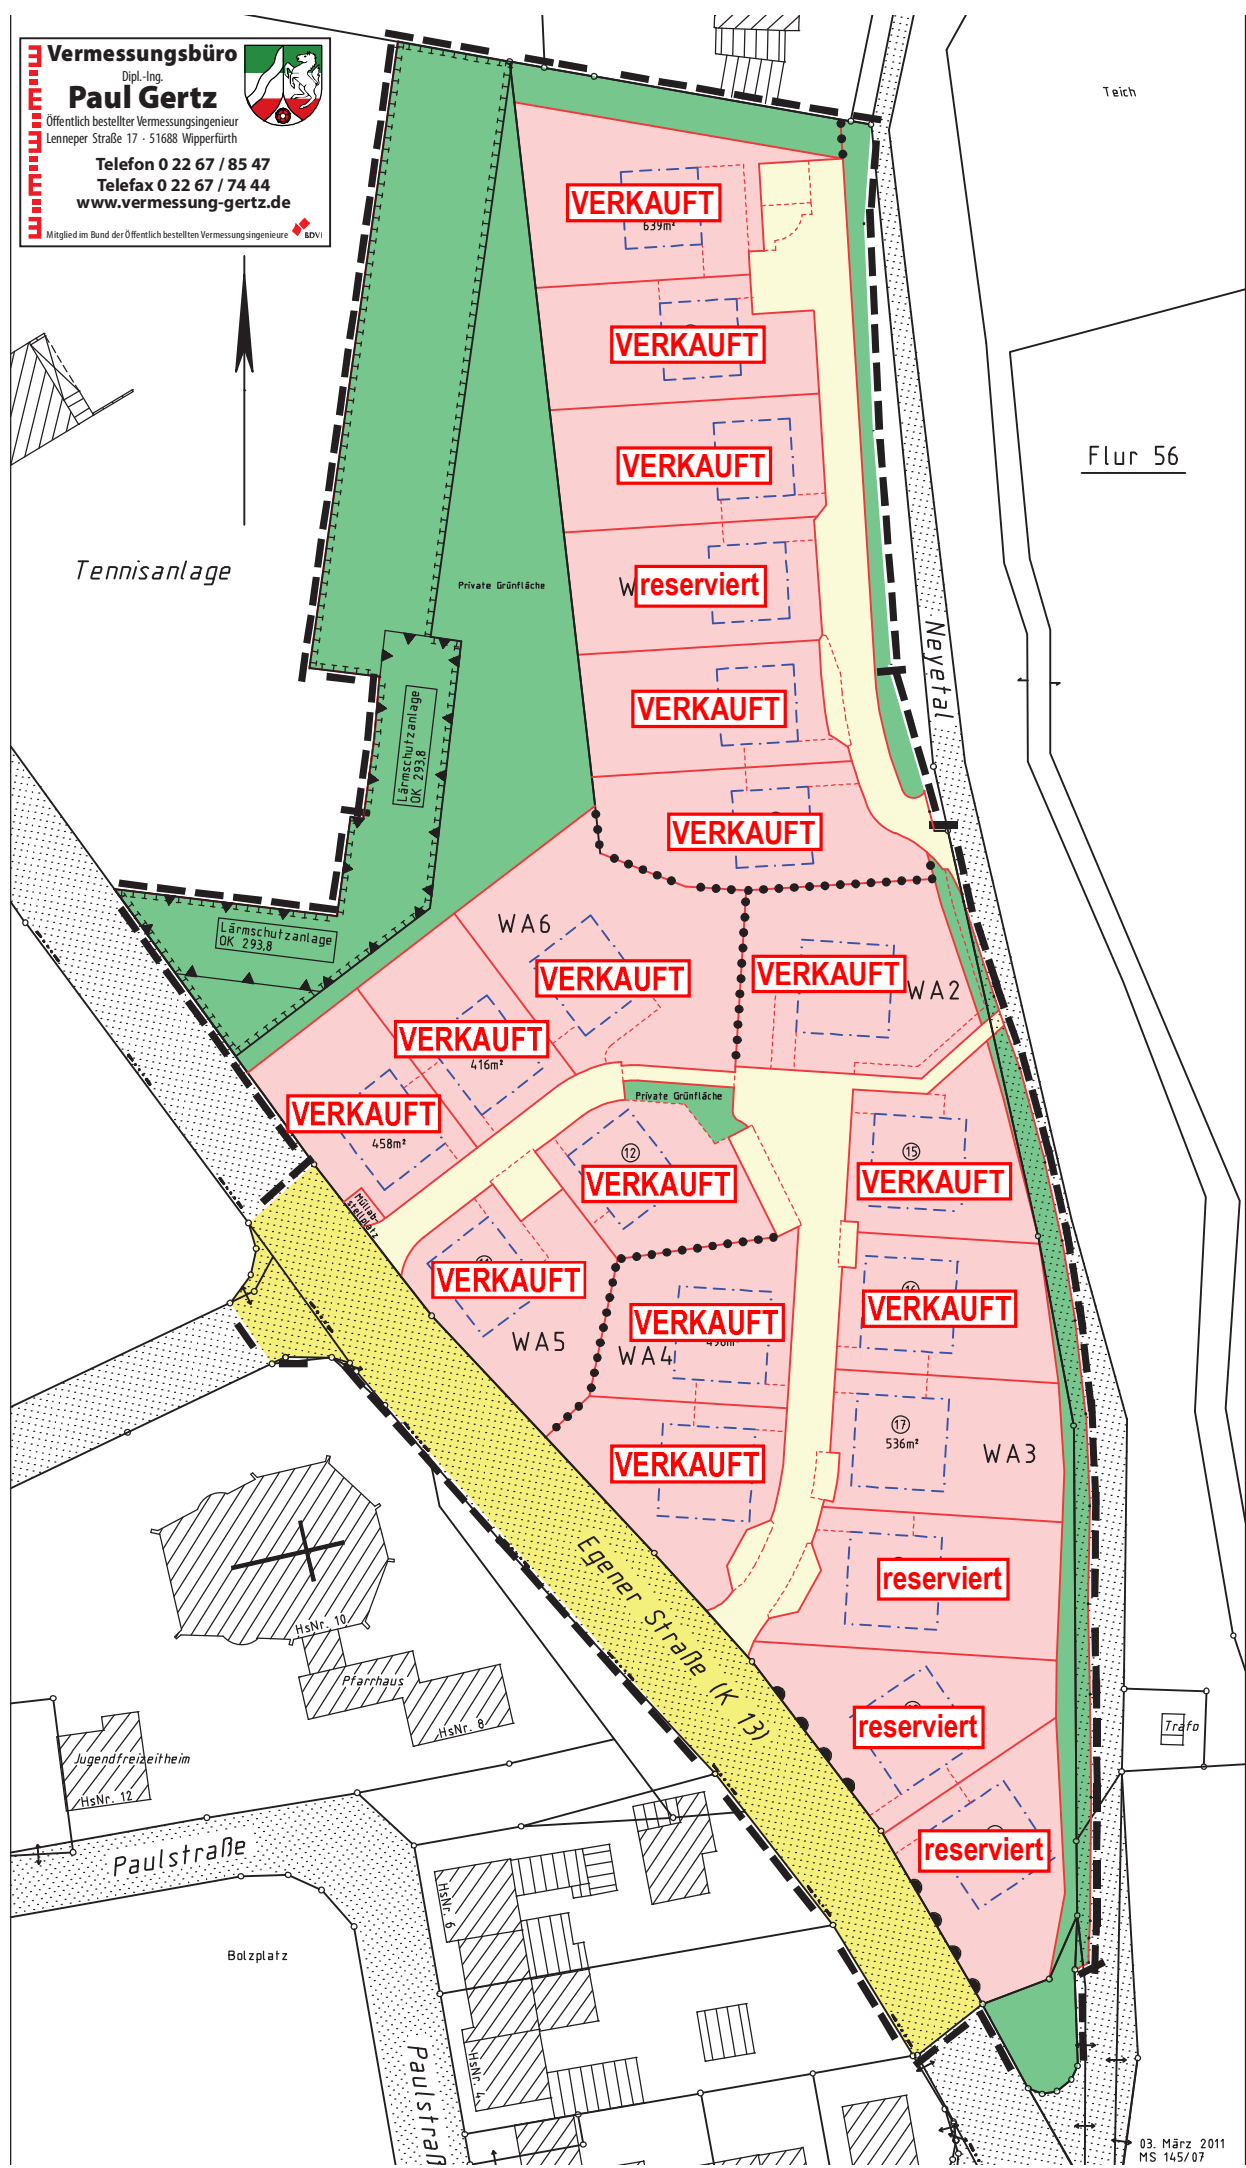 Vermessungsbüro
Dipl.-Ing.
Paul Gertz
Öffentlich bestellter Vermessungsingenieur
Lenneper Straße 17 · 51688 Wipperfürth
Telefon 0 22 67 / 85 47
Telefax 0 22 67 / 74 44
www.vermessung-gertz.de
Mitglied im Bund der Öffentlich bestellten Vermessungsingenieure
BDVI
Teich
VERKAUFT
639m²
VERKAUFT
Flur 56
VERKAUFT
Tennisanlage
Private Grünfläche
W
reserviert
Neyetal
VERKAUFT
Lärmschutzanlage
OK 293,8
VERKAUFT
WA6
Lärmschutzanlage
OK 293,8
VERKAUFT
VERKAUFT
WA2
VERKAUFT
416m²
Private Grünfläche
VERKAUFT
458m²
12
VERKAUFT
15
VERKAUFT
Müllab-
stellplatz
VERKAUFT
16
VERKAUFT
VERKAUFT
496m²
WA5
WA4
17
536m²
WA3
VERKAUFT
Egener Straße (K 13)
reserviert
HsNr. 10
Pfarrhaus
HsNr. 8
reserviert
Trafo
Jugendfreizeitheim
HsNr. 12
Paulstraße
reserviert
HsNr. 6
Bolzplatz
HsNr. 4
Paulstraß
03. März 2011
MS 145/07